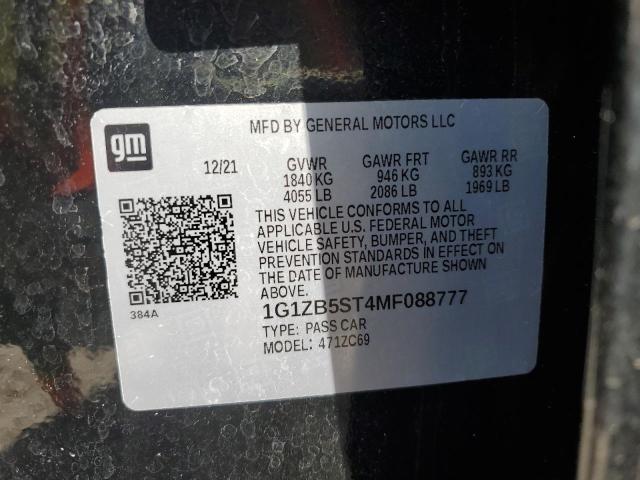 MFD BY GENERAL MOTORS LLC
gm
12/21
GVWR GAWR FRT GAWR RR
1840 KG 946 KG 893 KG
4055 LB 2086 LB 1969 LB
THIS VEHICLE CONFORMS TO ALL
APPLICABLE U.S. FEDERAL MOTOR
VEHICLE SAFETY, BUMPER, AND THEFT
PREVENTION STANDARDS IN EFFECT ON
THE DATE OF MANUFACTURE SHOWN
ABOVE.
384A
1G1ZB5ST4MF088777
TYPE: PASS CAR
MODEL: 471ZC69